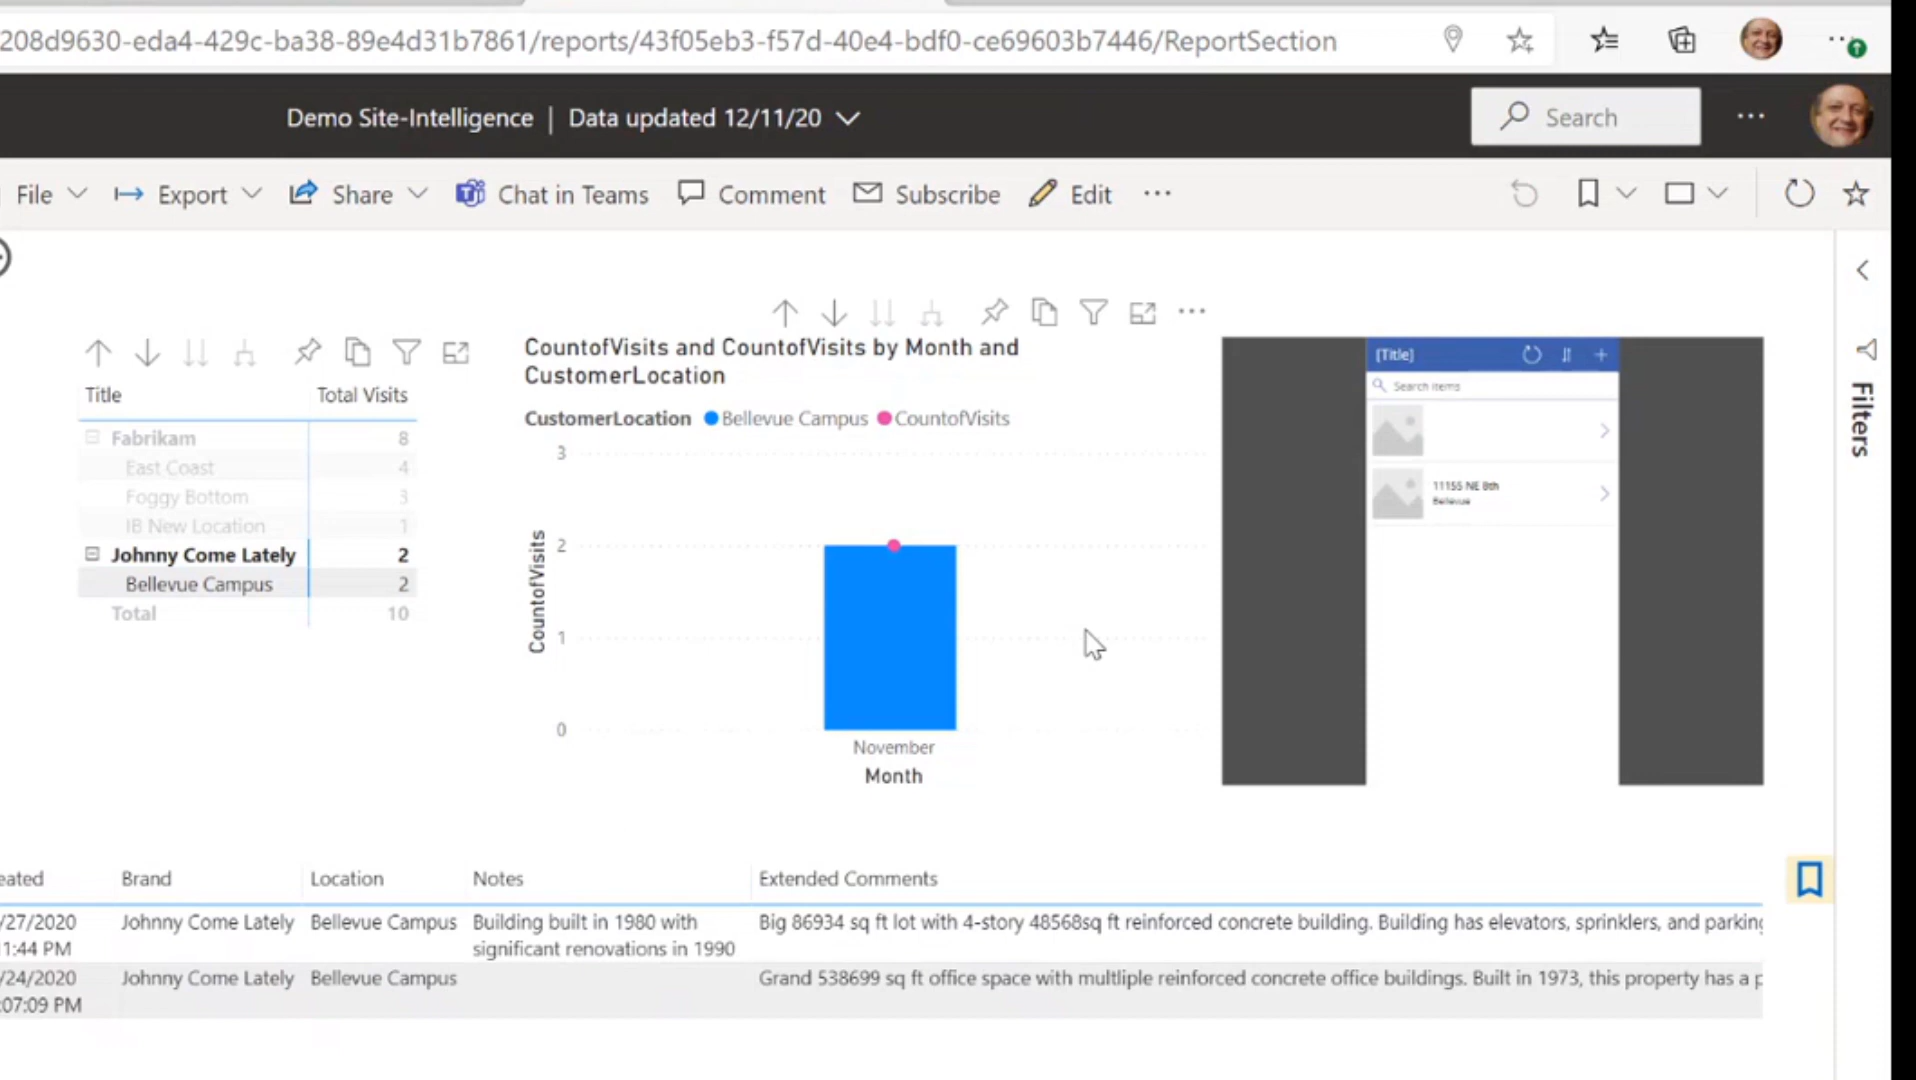 208d9630-eda4-429c-ba38-89e4d31b7861/reports/43f05eb3-f57d-40e4-bdf0-ce69603b7446/ReportSection
Demo Site-Intelligence | Data updated 12/11/20
Search
File
Export
Share
Chat in Teams
Comment
Subscribe
Edit
Title Total Visits
Fabrikam 8
East Coast 4
Foggy Bottom 3
IB New Location 1
Johnny Come Lately 2
Bellevue Campus 2
Total 10
CountofVisits and CountofVisits by Month and
CustomerLocation
CustomerLocation Bellevue Campus CountofVisits
3
2
1
0
CountofVisits
November
Month
[Title]
Search items
11155 NE 8th
Bellevue
Filters
eated Brand Location Notes Extended Comments
/27/2020 Johnny Come Lately Bellevue Campus Building built in 1980 with Big 86934 sq ft lot with 4-story 48568sq ft reinforced concrete building. Building has elevators, sprinklers, and parking
1:44 PM significant renovations in 1990
/24/2020 Johnny Come Lately Bellevue Campus Grand 538699 sq ft office space with multliple reinforced concrete office buildings. Built in 1973, this property has a p
:07:09 PM